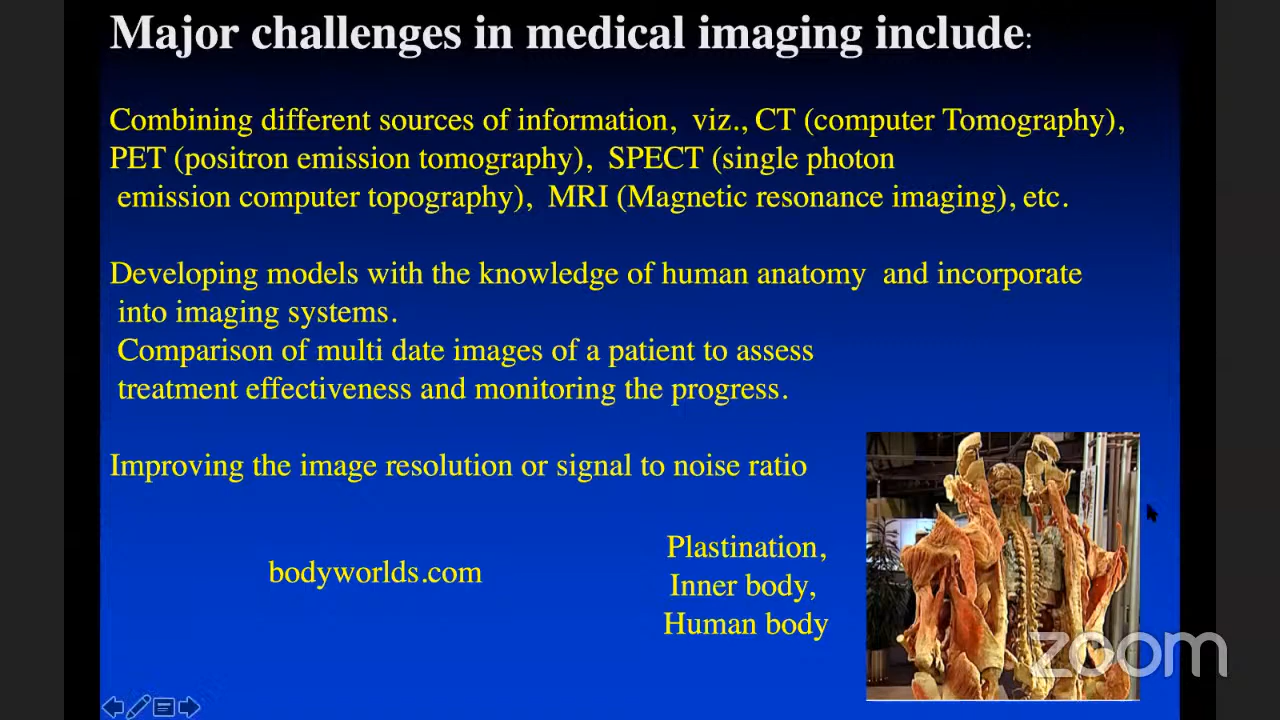 Major challenges in medical imaging include:
Combining different sources of information, viz., CT (computer Tomography),
PET (positron emission tomography), SPECT (single photon
emission computer topography), MRI (Magnetic resonance imaging), etc.
Developing models with the knowledge of human anatomy and incorporate
into imaging systems.
Comparison of multi date images of a patient to assess
treatment effectiveness and monitoring the progress.
Improving the image resolution or signal to noise ratio
bodyworlds.com
Plastination,
Inner body,
Human body
zoom